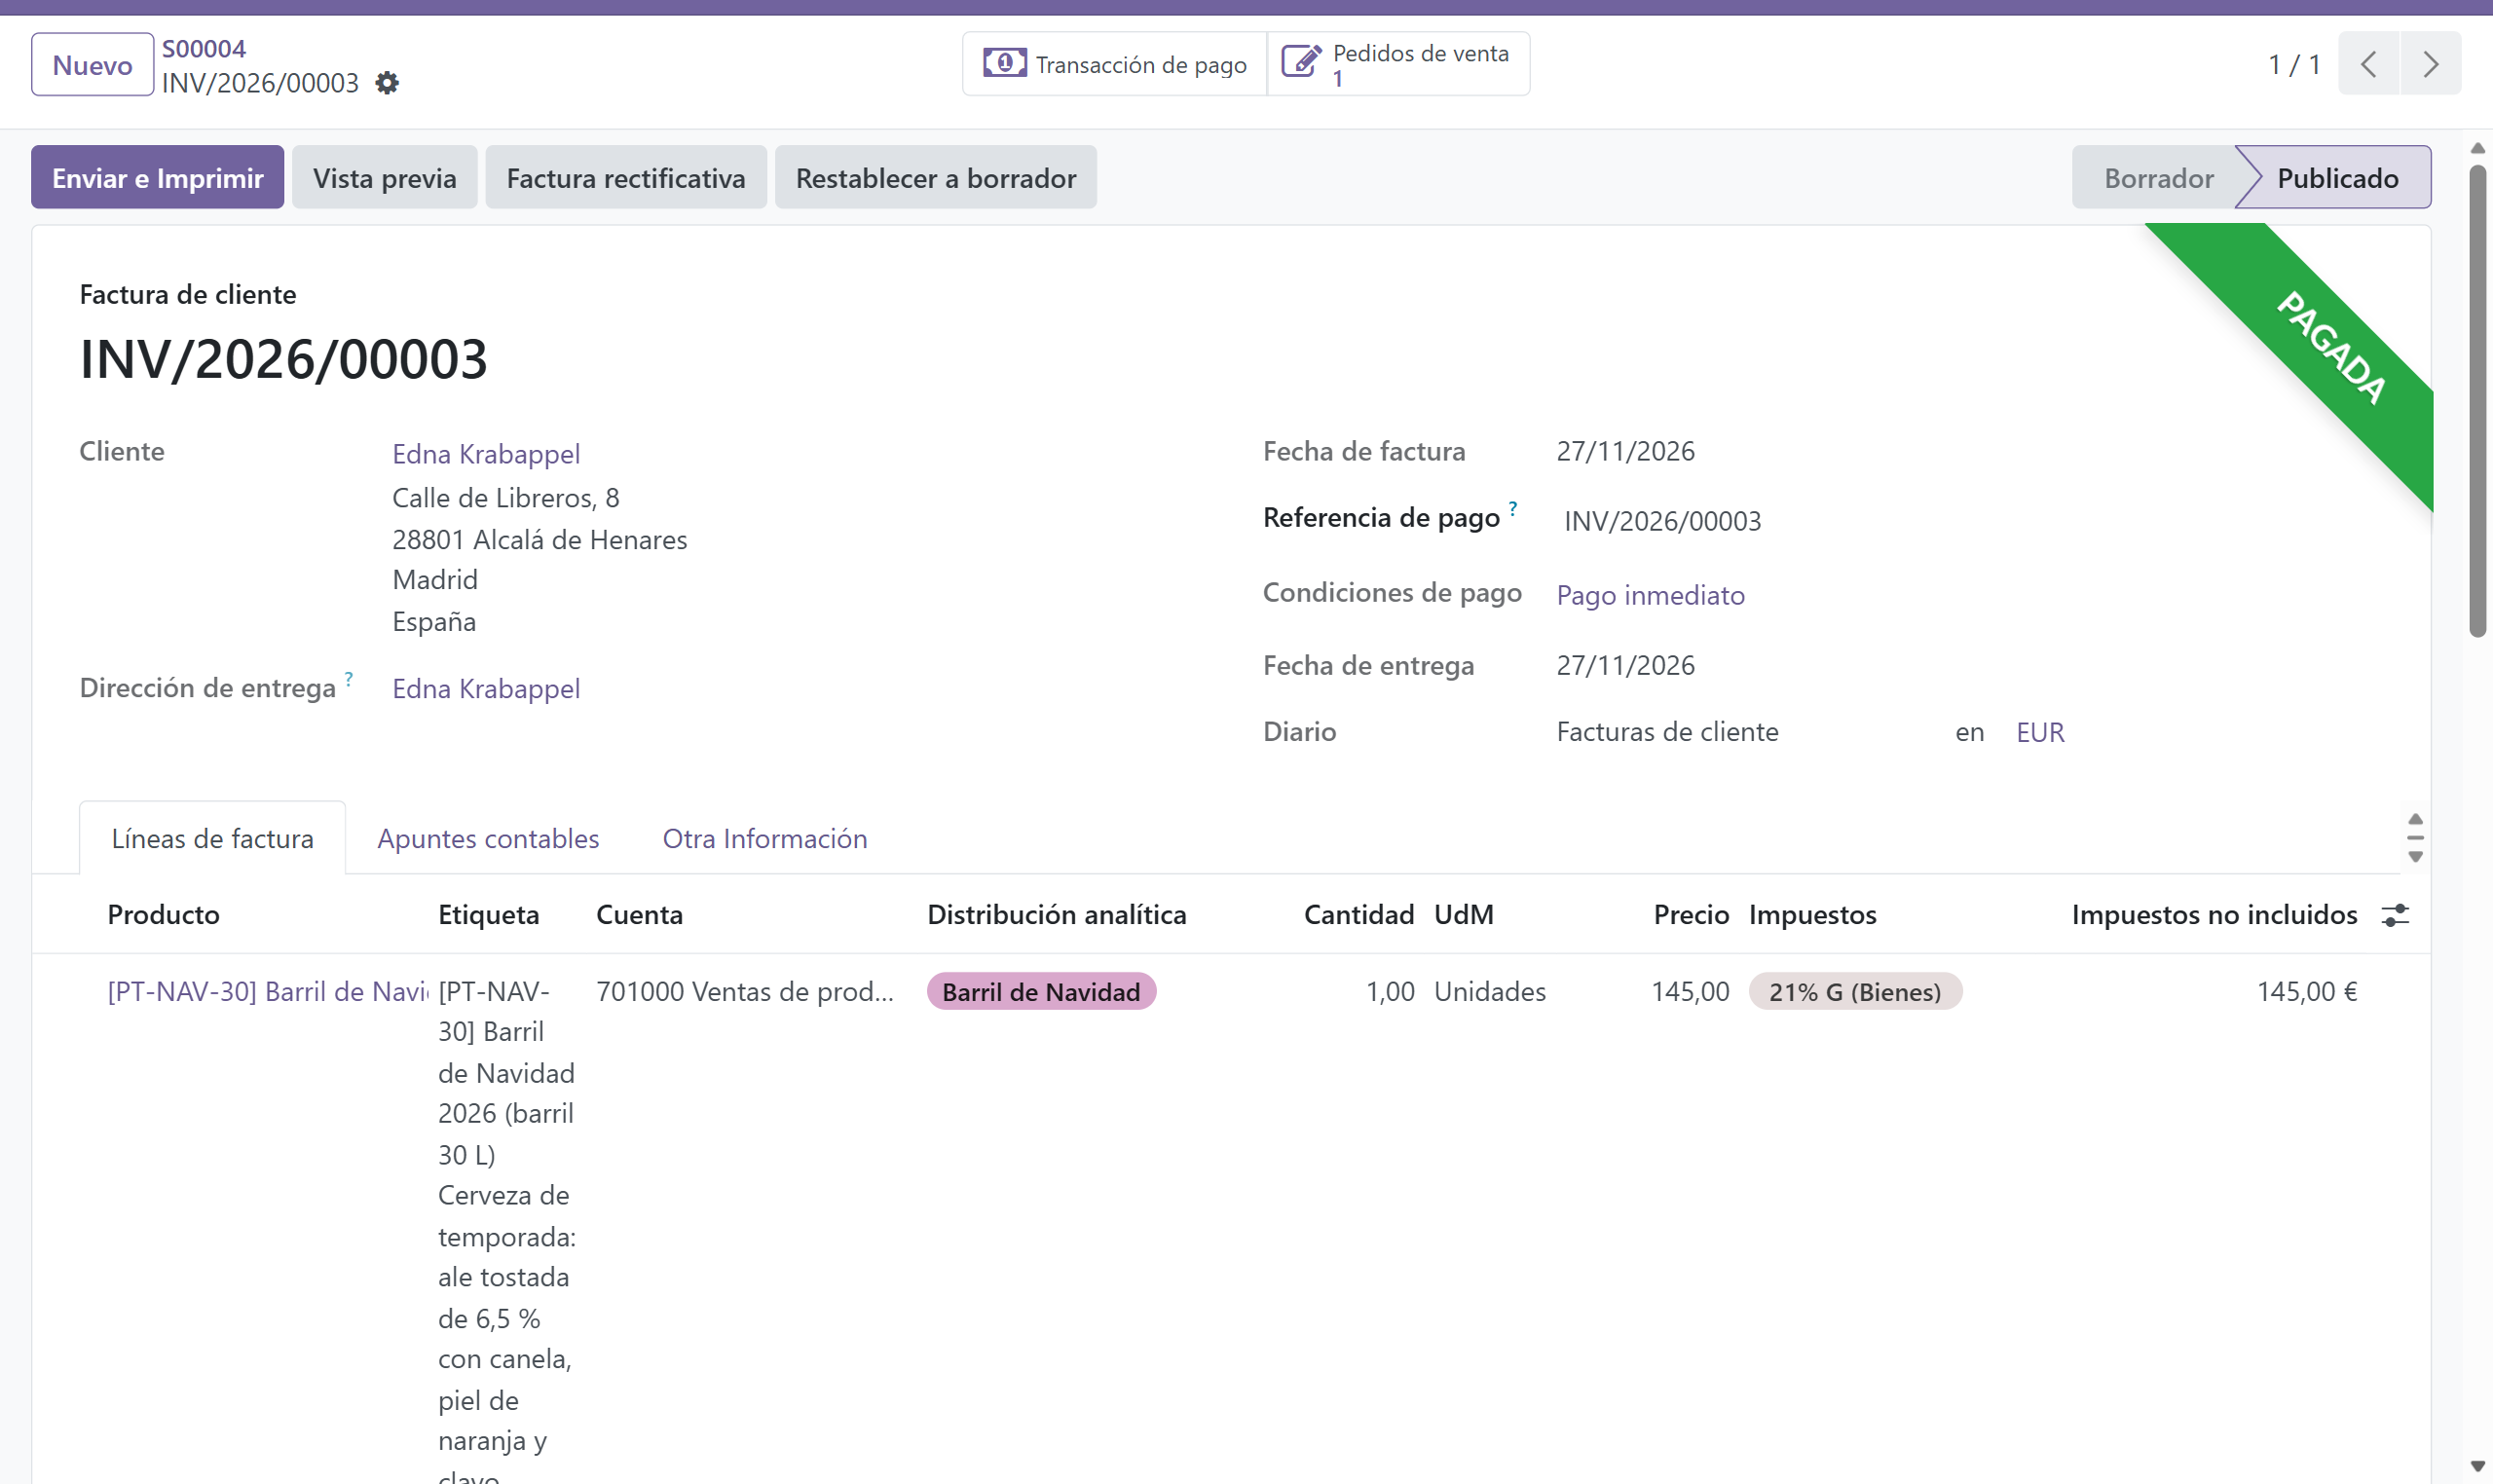 Nuevo
S00004
INV/2026/00003
Transacción de pago
Pedidos de venta
1
1 / 1
Enviar e Imprimir
Vista previa
Factura rectificativa
Restablecer a borrador
Borrador
Publicado
PAGADA
Factura de cliente
INV/2026/00003
Cliente
Edna Krabappel
Calle de Libreros, 8
28801 Alcalá de Henares
Madrid
España
Dirección de entrega ?
Edna Krabappel
Fecha de factura 27/11/2026
Referencia de pago ? INV/2026/00003
Condiciones de pago Pago inmediato
Fecha de entrega 27/11/2026
Diario Facturas de cliente en EUR
Líneas de factura Apuntes contables Otra Información
Producto Etiqueta Cuenta Distribución analítica Cantidad UdM Precio Impuestos Impuestos no incluidos
[PT-NAV-30] Barril de Navi [PT-NAV- 701000 Ventas de prod... Barril de Navidad 1,00 Unidades 145,00 21% G (Bienes) 145,00 €
30] Barril
de Navidad
2026 (barril
30 L)
Cerveza de
temporada:
ale tostada
de 6,5 %
con canela,
piel de
naranja y
clavo